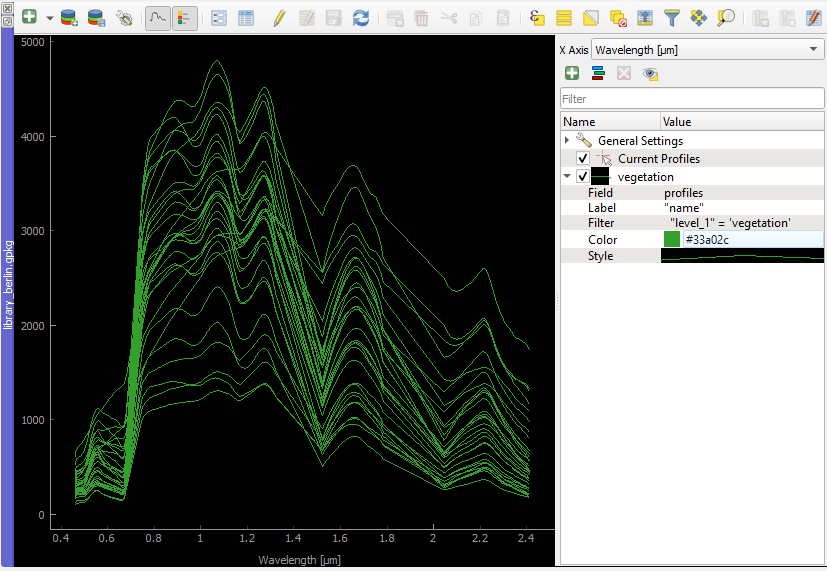 library_berlin.gpkg
5000
4000
3000
2000
1000
0
0.4 0.6 0.8 1 1.2 1.4 1.6 1.8 2 2.2 2.4
Wavelength [µm]
X Axis Wavelength [µm]
Filter
Name Value
General Settings
Current Profiles
vegetation
Field profiles
Label "name"
Filter "level_1" = 'vegetation'
Color #33a02c
Style